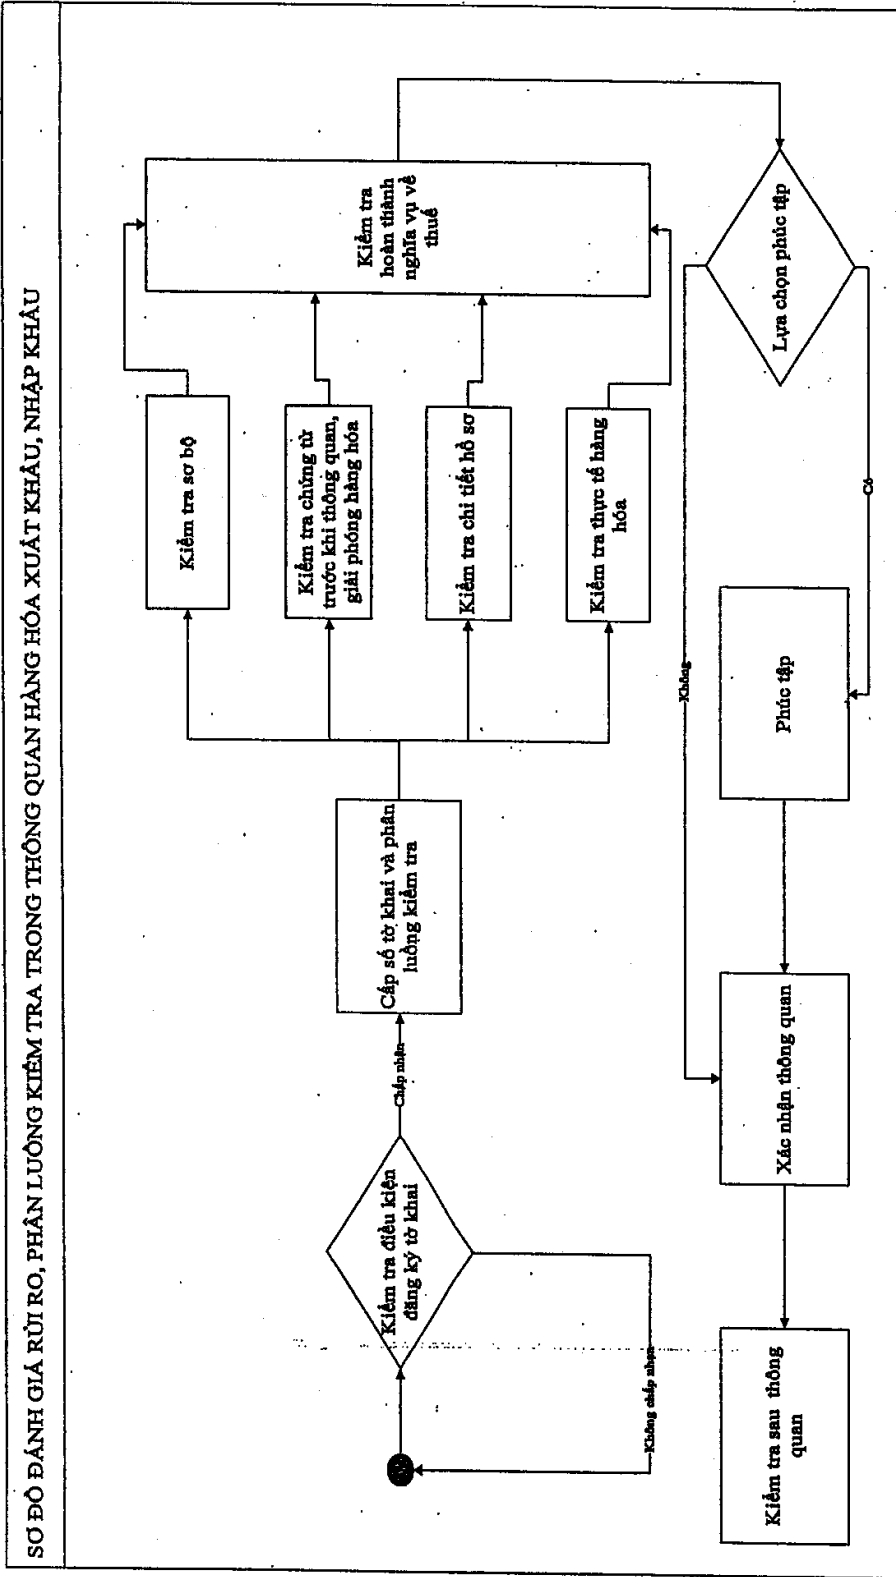 SƠ ĐỒ ĐÁNH GIÁ RỦI RO, PHÂN LUỒNG KIỂM TRA TRONG THÔNG QUAN HÀNG HÓA XUẤT KHẨU, NHẬP KHẨU
Kiểm tra điều kiện
đăng ký tờ khai
Chấp nhận
Không chấp nhận
Cấp số tờ khai và phân
luồng kiểm tra
Kiểm tra sơ bộ
Kiểm tra chứng từ
trước khi thông quan,
giải phóng hàng hóa
Kiểm tra chi tiết hồ sơ
Kiểm tra thực tế hàng
hóa
Kiểm tra
hoàn thành
nghĩa vụ về
thuế
Lựa chọn phúc tập
Không
Có
Phúc tập
Xác nhận thông quan
Kiểm tra sau thông
quan